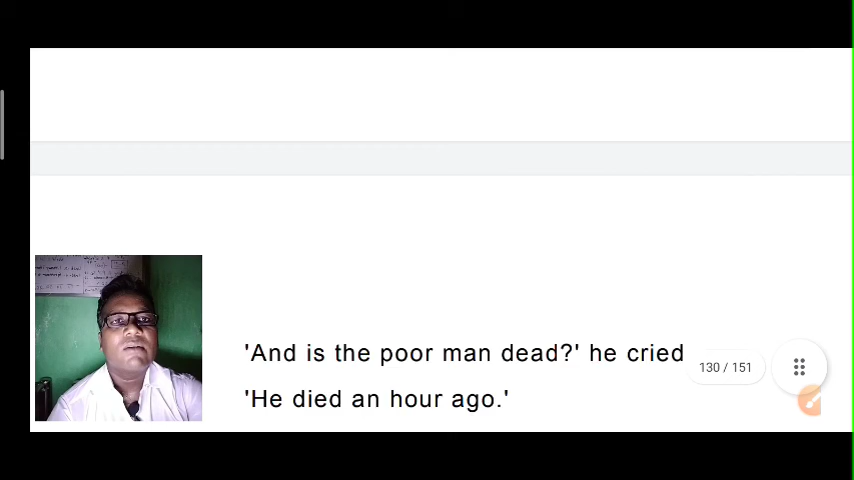 'And is the poor man dead?' he cried
130 / 151
'He died an hour ago.'